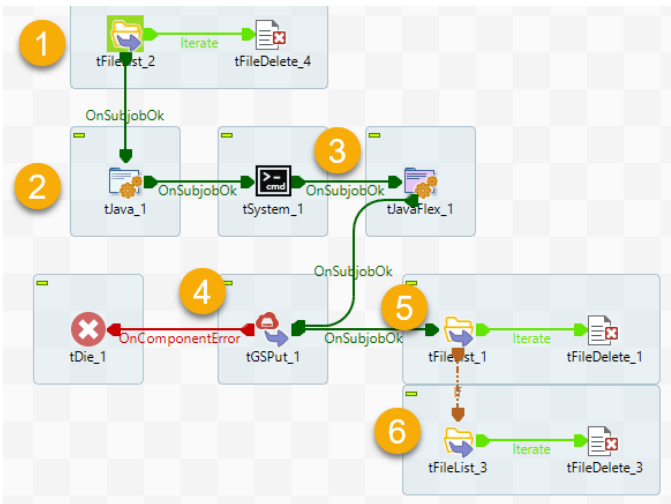 1
Iterate
tFileList_2
tFileDelete_4
OnSubjobOk
2
3
>- cmd
OnSubjobOk
OnSubjobOk
tJava_1
tSystem_1
tJavaFlex_1
OnSubjobOk
4
5
OnComponentError
OnSubjobOk
Iterate
tDie_1
tGSPut_1
tFileList_1
tFileDelete_1
6
Iterate
tFileList_3
tFileDelete_3